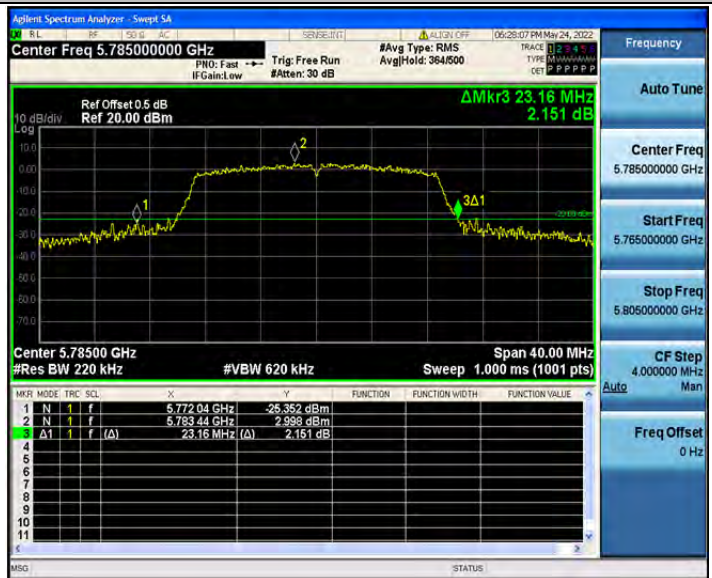 Agilent Spectrum Analyzer - Swept SA
RL RF 50 Ω AC SENSE:INT ALIGN OFF 06:28:07 PM May 24, 2022
Center Freq 5.785000000 GHz
PNO: Fast
IFGain:Low
Trig: Free Run
#Atten: 30 dB
#Avg Type: RMS
Avg|Hold: 364/500
TRACE 1 2 3 4 5 6
TYPE
DET P P P P P P
Frequency
Auto Tune
Center Freq
5.785000000 GHz
Start Freq
5.765000000 GHz
Stop Freq
5.805000000 GHz
CF Step
4.000000 MHz
Auto Man
Freq Offset
0 Hz
ΔMkr3 23.16 MHz
2.151 dB
Ref Offset 0.5 dB
10 dB/div Ref 20.00 dBm
Log
10.0
0.00
-10.0
-20.0
-30.0
-40.0
-50.0
-60.0
-70.0
1
2
3Δ1
Center 5.78500 GHz Span 40.00 MHz
#Res BW 220 kHz #VBW 620 kHz Sweep 1.000 ms (1001 pts)
MKR MODE TRC SCL X Y FUNCTION FUNCTION WIDTH FUNCTION VALUE
1 N 1 f 5.772 04 GHz -25.352 dBm
2 N 1 f 5.783 44 GHz 2.998 dBm
3 Δ1 1 f (Δ) 23.16 MHz (Δ) 2.151 dB
4
5
6
7
8
9
10
11
MSG STATUS